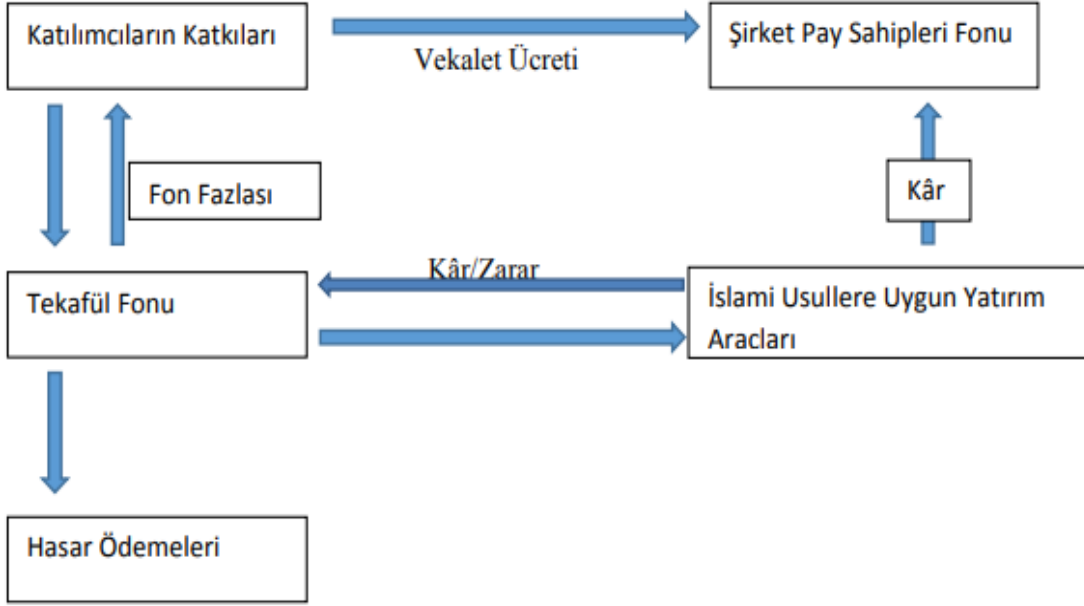 Katılımcıların Katkıları
Vekalet Ücreti
Şirket Pay Sahipleri Fonu
Fon Fazlası
Kâr
Tekafül Fonu
Kâr/Zarar
İslami Usullere Uygun Yatırım
Aracları
Hasar Ödemeleri